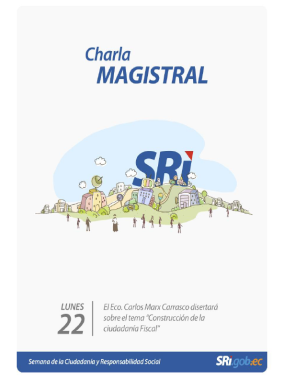 Charla
MAGISTRAL
SRi
LUNES
22
El Eco. Carlos Marx Carrasco disertará
sobre el tema "Construcción de la
ciudadanía Fiscal"
Semana de la Ciudadanía y Responsabilidad Social
SRi.gob.ec